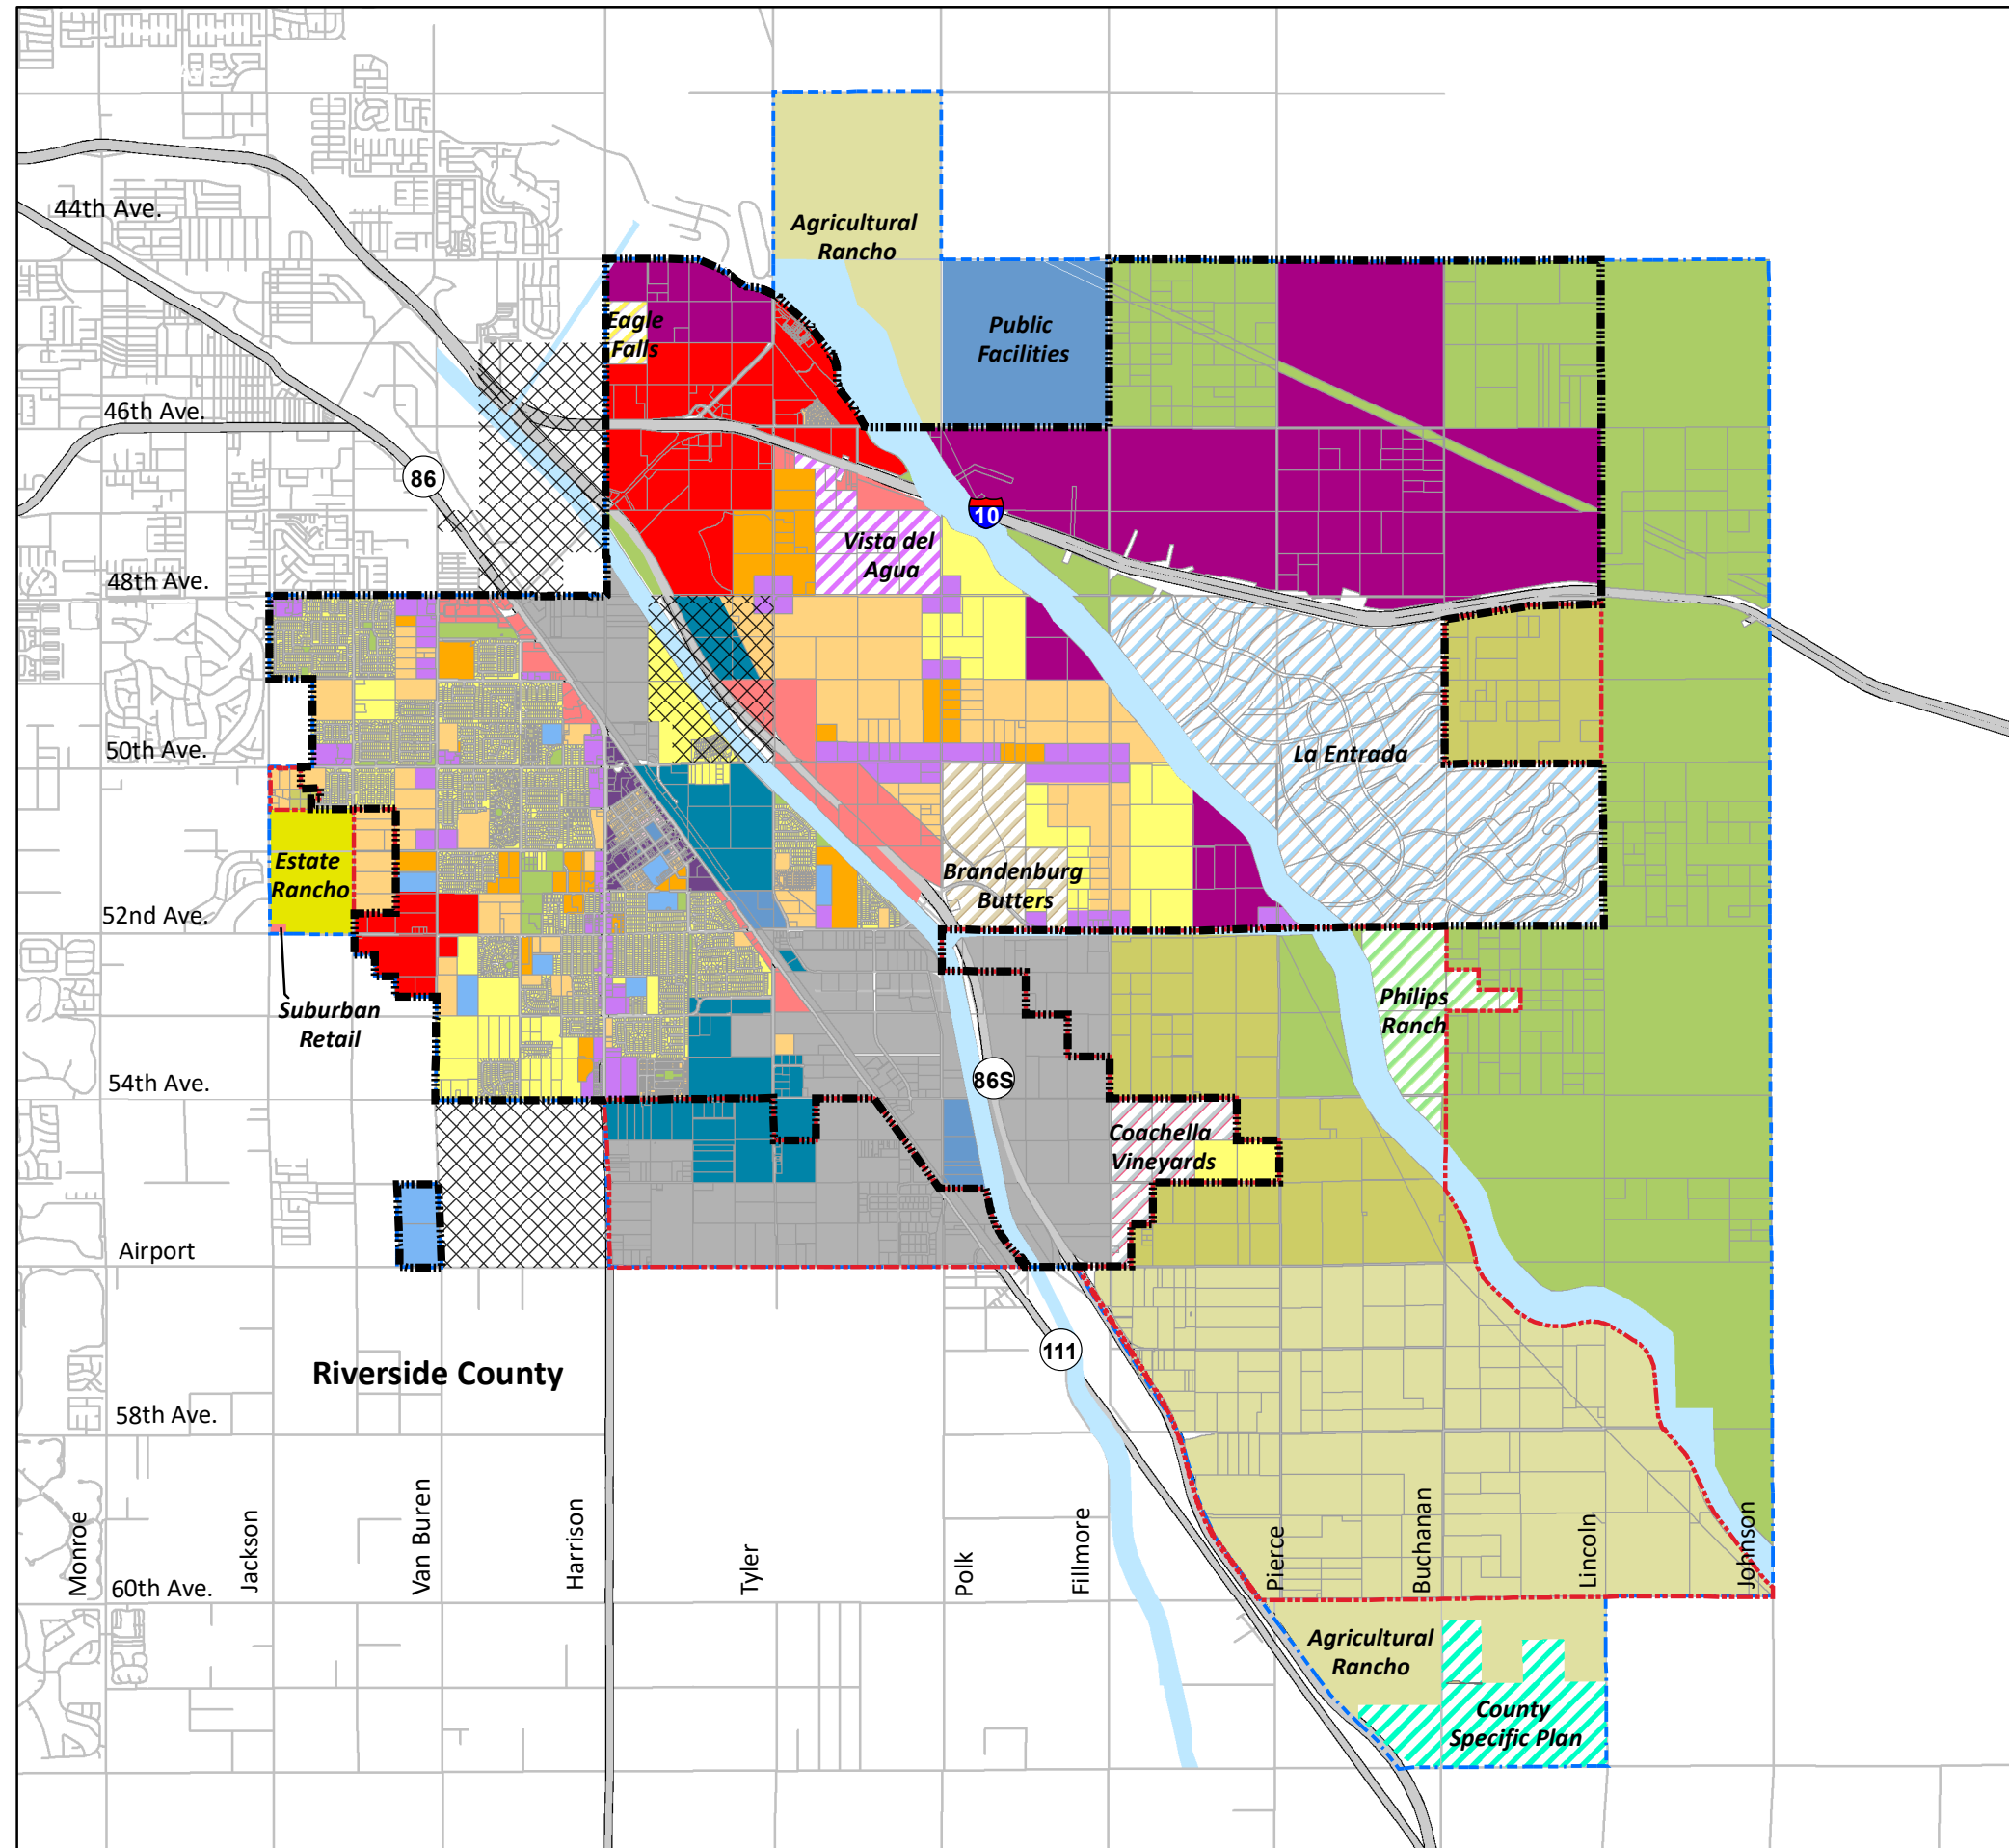 44th Ave.
Agricultural
Rancho
Eagle
Falls
Public
Facilities
46th Ave.
86
10
Vista del
Agua
48th Ave.
50th Ave.
La Entrada
Estate
Rancho
Brandenburg
Butters
52nd Ave.
Suburban
Retail
Philips
Ranch
54th Ave.
86S
Coachella
Vineyards
Airport
111
Riverside County
58th Ave.
Monroe
Jackson
Van Buren
Harrison
Tyler
Polk
Fillmore
Pierce
Buchanan
Lincoln
Johnson
60th Ave.
Agricultural
Rancho
County
Specific Plan